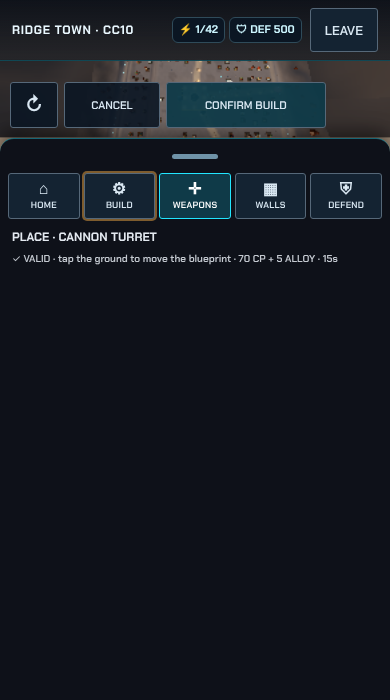 RIDGE TOWN · CC10
⚡ 1/42
🛡 DEF 500
LEAVE
↻
CANCEL
CONFIRM BUILD
HOME
BUILD
WEAPONS
WALLS
DEFEND
PLACE · CANNON TURRET
✓ VALID · tap the ground to move the blueprint · 70 CP + 5 ALLOY · 15s